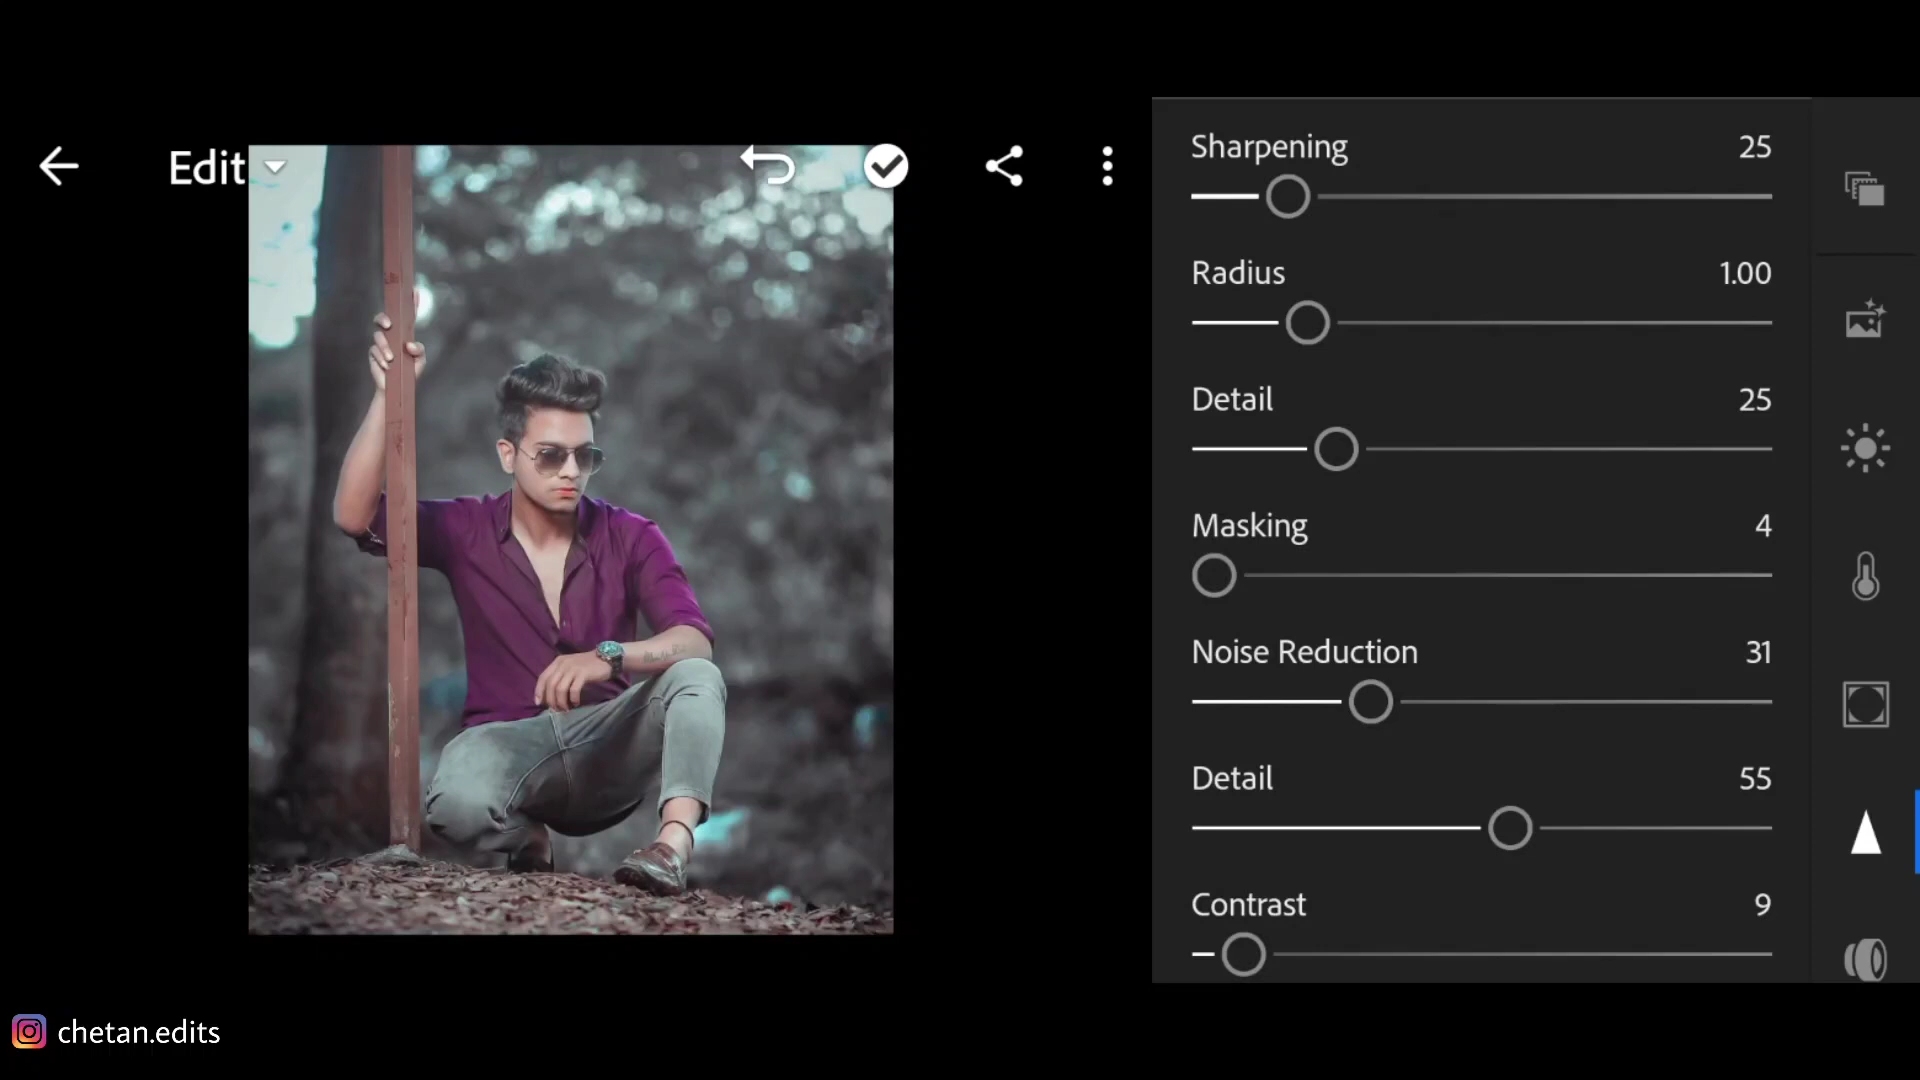 Edit
Sharpening 25
Radius 1.00
Detail 25
Masking 4
Noise Reduction 31
Detail 55
Contrast 9
chetan.edits